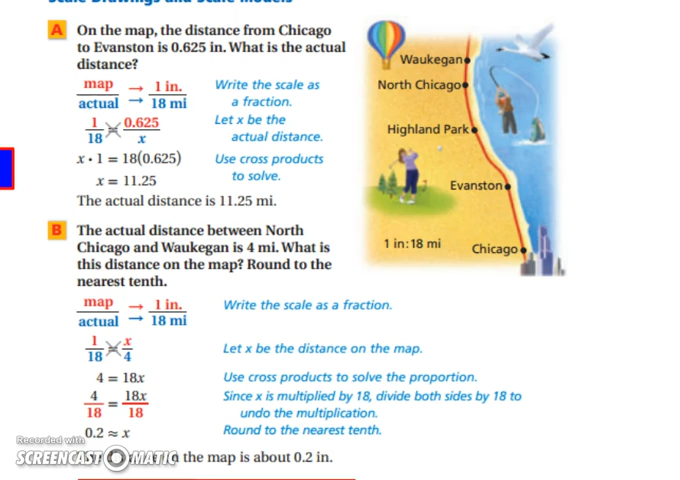 Scale Drawings and Scale Models
A On the map, the distance from Chicago
to Evanston is 0.625 in. What is the actual
distance?
map/actual → 1 in./18 mi Write the scale as
a fraction.
1/18 = 0.625/x Let x be the
actual distance.
x • 1 = 18(0.625) Use cross products
to solve.
x = 11.25
The actual distance is 11.25 mi.
Waukegan
North Chicago
Highland Park
Evanston
1 in:18 mi
Chicago
B The actual distance between North
Chicago and Waukegan is 4 mi. What is
this distance on the map? Round to the
nearest tenth.
map/actual → 1 in./18 mi Write the scale as a fraction.
1/18 = x/4 Let x be the distance on the map.
4 = 18x Use cross products to solve the proportion.
4/18 = 18x/18 Since x is multiplied by 18, divide both sides by 18 to
undo the multiplication.
0.2 ≈ x Round to the nearest tenth.
Recorded with
SCREENCAST-O-MATIC
the map is about 0.2 in.